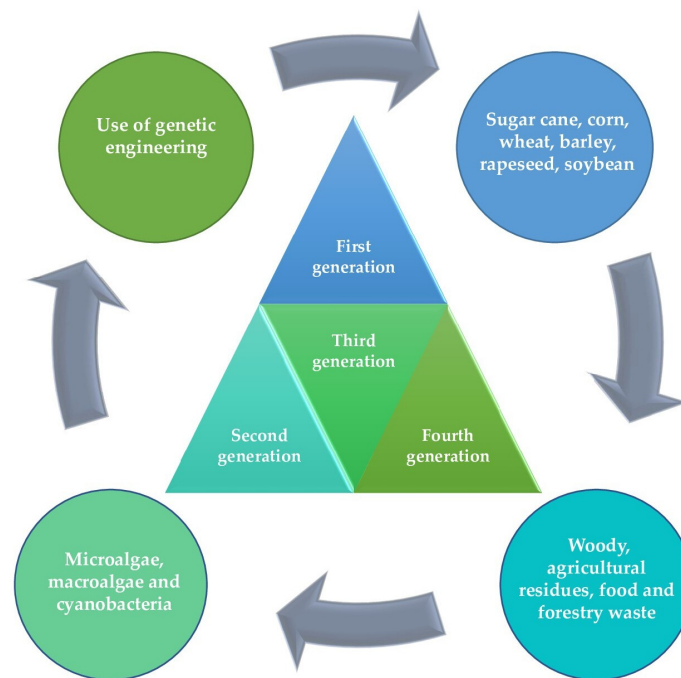 Use of genetic
engineering
Sugar cane, corn,
wheat, barley,
rapeseed, soybean
First
generation
Third
generation
Second
generation
Fourth
generation
Microalgae,
macroalgae and
cyanobacteria
Woody,
agricultural
residues, food and
forestry waste